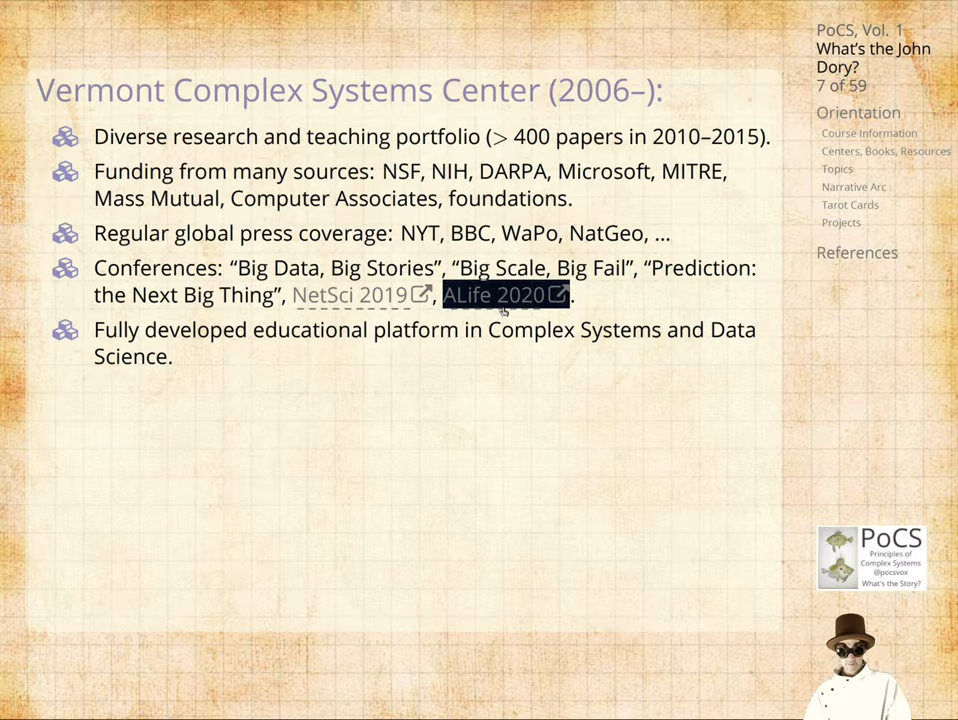 Vermont Complex Systems Center (2006–):
Diverse research and teaching portfolio (> 400 papers in 2010–2015).
Funding from many sources: NSF, NIH, DARPA, Microsoft, MITRE,
Mass Mutual, Computer Associates, foundations.
Regular global press coverage: NYT, BBC, WaPo, NatGeo, ...
Conferences: “Big Data, Big Stories”, “Big Scale, Big Fail”, “Prediction:
the Next Big Thing”, NetSci 2019, ALife 2020.
Fully developed educational platform in Complex Systems and Data
Science.
PoCS, Vol. 1
What’s the John
Dory?
7 of 59
Orientation
Course Information
Centers, Books, Resources
Topics
Narrative Arc
Tarot Cards
Projects
References
PoCS
Principles of
Complex Systems
@pocsvox
What's the Story?